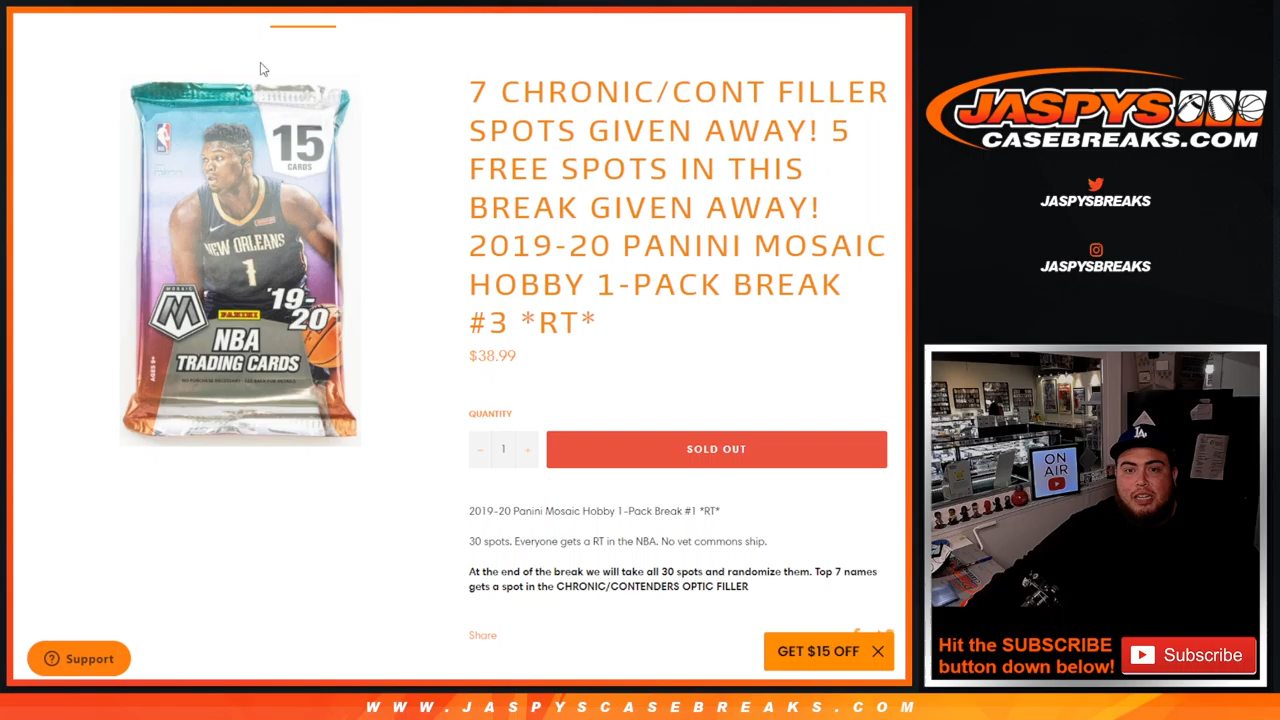 7 CHRONIC/CONT FILLER
SPOTS GIVEN AWAY! 5
FREE SPOTS IN THIS
BREAK GIVEN AWAY!
2019-20 PANINI MOSAIC
HOBBY 1-PACK BREAK
#3 *RT*
$38.99
QUANTITY
− 1 +
SOLD OUT
2019-20 Panini Mosaic Hobby 1-Pack Break #1 *RT*
30 spots. Everyone gets a RT in the NBA. No vet commons ship.
At the end of the break we will take all 30 spots and randomize them. Top 7 names
gets a spot in the CHRONIC/CONTENDERS OPTIC FILLER
Share
GET $15 OFF
Support
15
CARDS
NEW ORLEANS
1
MOSAIC
PANINI
19-
20
NBA
TRADING CARDS
AGES 9+
JASPYS
CASEBREAKS.COM
JASPYSBREAKS
JASPYSBREAKS
LA
ON
AIR
Hit the SUBSCRIBE
button down below!
Subscribe
WWW.JASPYSCASEBREAKS.COM